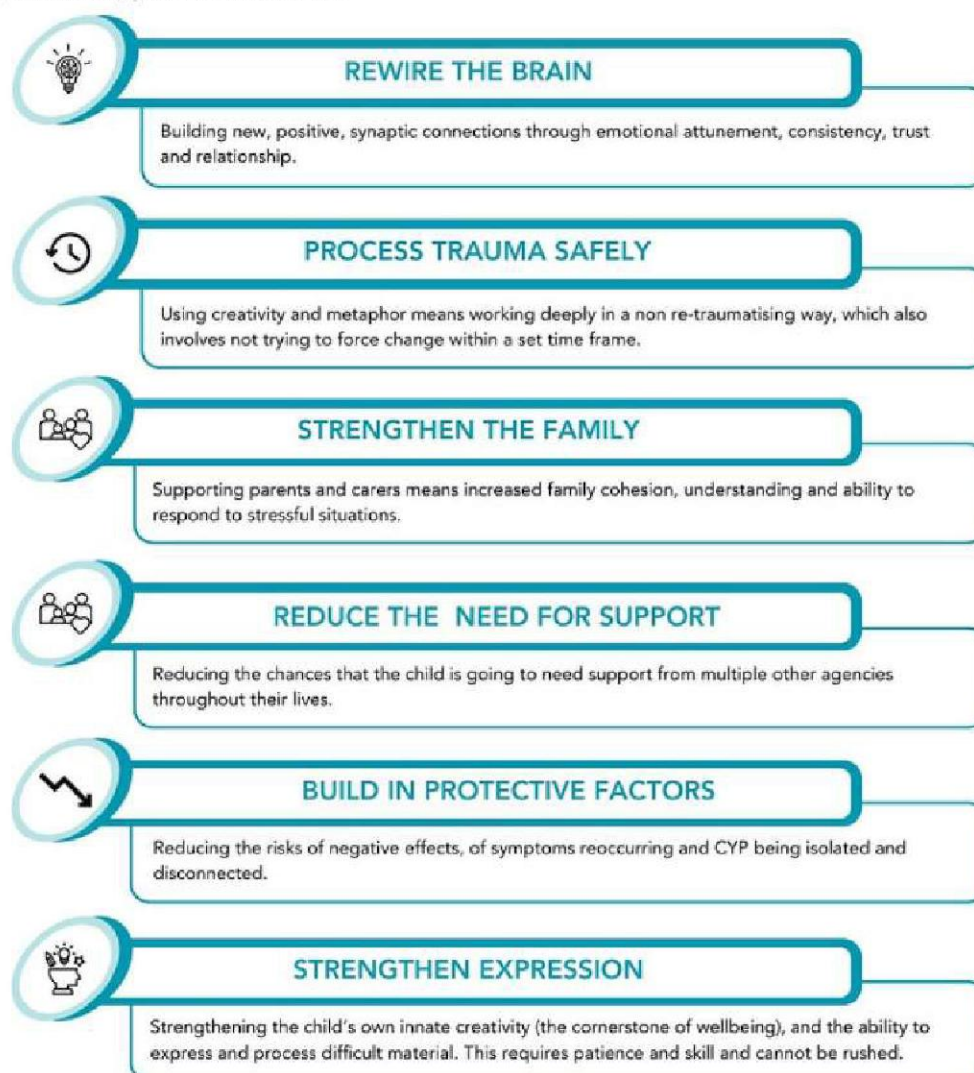 REWIRE THE BRAIN
Building new, positive, synaptic connections through emotional attunement, consistency, trust
and relationship.
PROCESS TRAUMA SAFELY
Using creativity and metaphor means working deeply in a non re-traumatising way, which also
involves not trying to force change within a set time frame.
STRENGTHEN THE FAMILY
Supporting parents and carers means increased family cohesion, understanding and ability to
respond to stressful situations.
REDUCE THE NEED FOR SUPPORT
Reducing the chances that the child is going to need support from multiple other agencies
throughout their lives.
BUILD IN PROTECTIVE FACTORS
Reducing the risks of negative effects, of symptoms reoccurring and CYP being isolated and
disconnected.
STRENGTHEN EXPRESSION
Strengthening the child's own innate creativity (the cornerstone of wellbeing), and the ability to
express and process difficult material. This requires patience and skill and cannot be rushed.